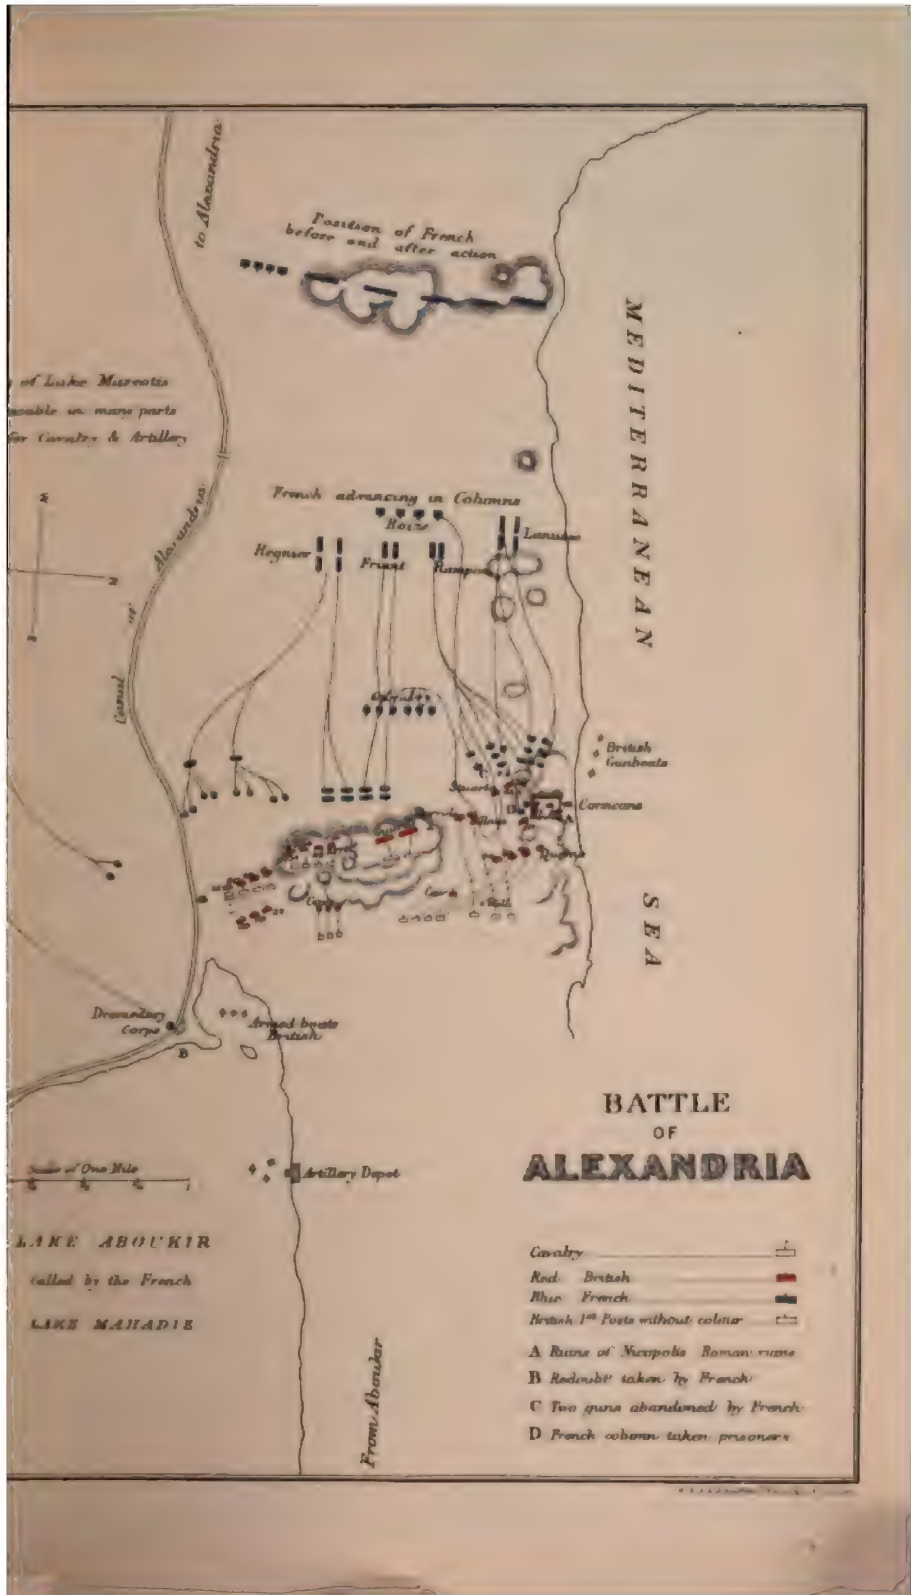 to Alexandria
Position of French
before and after action
of Lake Mareotis
in many parts
for Cavalry & Artillery
MEDITERRANEAN
SEA
French advancing in Columns
Roize
Lanusse
Regnier
Friant
Rampon
Canal of Alexandria
British
Gunboats
Stuart
C
D
Corsicans
A
Queens
Dromedary
Corps
B
Armed boats
British
Scale of One Mile
1
Artillery Depot
LAKE ABOUKIR
Called by the French
LAKE MAHADIE
From Aboukir
BATTLE
OF
ALEXANDRIA
Cavalry
Red British
Blue French
British 1st Posts without colour
A Ruins of Nicopolis Roman ruins
B Redoubt taken by French
C Two guns abandoned by French
D French column taken prisoners